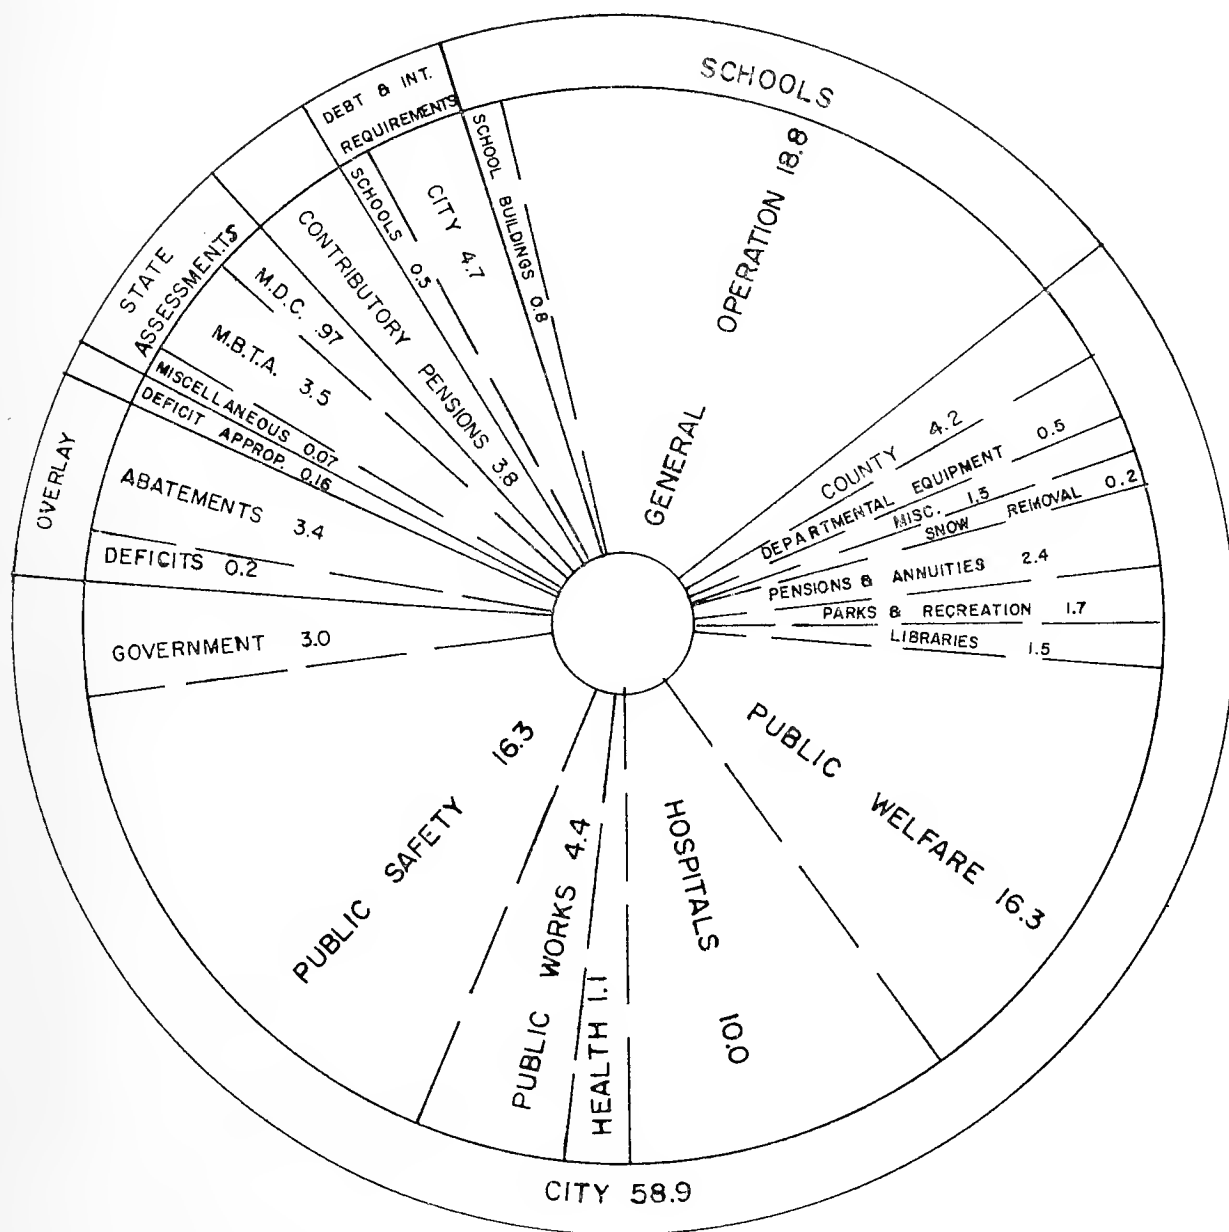 SCHOOLS
GENERAL OPERATION 18.8
SCHOOL BUILDINGS 0.8
DEBT & INT.
REQUIREMENTS
CITY 4.7
SCHOOLS 0.5
CONTRIBUTORY PENSIONS 3.8
STATE
ASSESSMENTS
M.D.C. .97
M.B.T.A. 3.5
MISCELLANEOUS 0.07
DEFICIT APPROP. 0.16
OVERLAY
ABATEMENTS 3.4
DEFICITS 0.2
GOVERNMENT 3.0
PUBLIC SAFETY 16.3
PUBLIC WORKS 4.4
HEALTH 1.1
HOSPITALS 10.0
PUBLIC WELFARE 16.3
LIBRARIES 1.5
PARKS & RECREATION 1.7
PENSIONS & ANNUITIES 2.4
SNOW REMOVAL 0.2
MISC. 1.3
DEPARTMENTAL EQUIPMENT 0.5
COUNTY 4.2
CITY 58.9